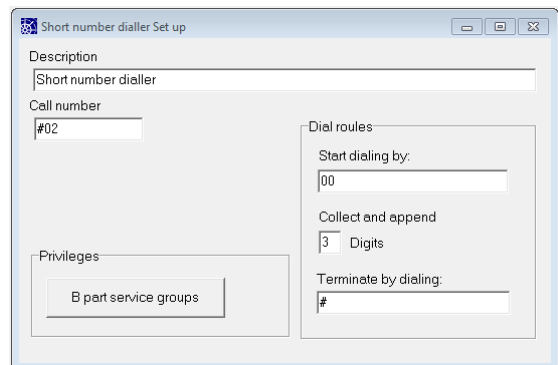 Short number dialler Set up
Description
Short number dialler
Call number
#02
Dial roules
Start dialing by:
00
Collect and append
3 Digits
Terminate by dialing:
#
Privileges
B part service groups